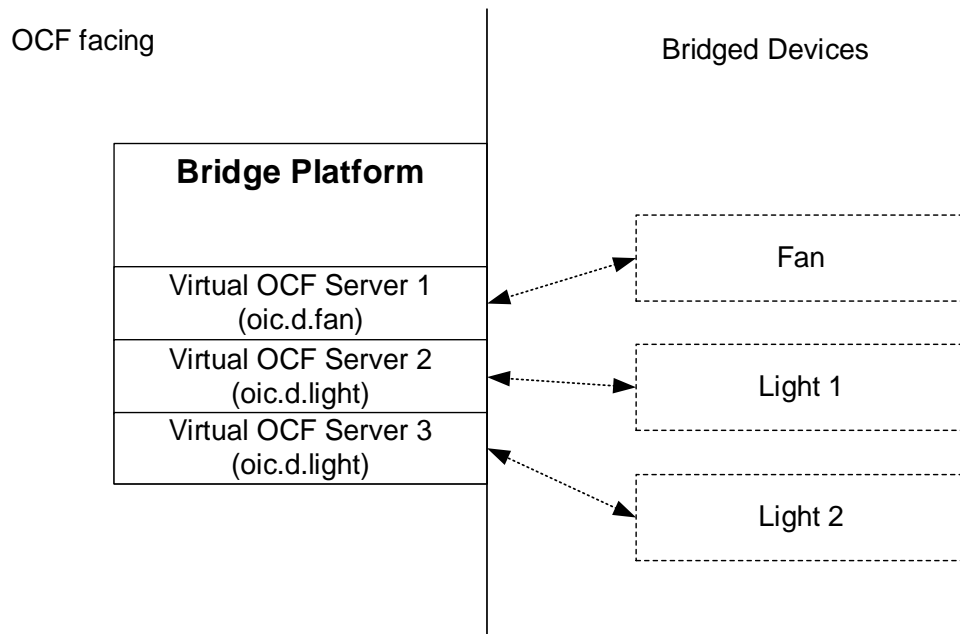 OCF facing
Bridged Devices
Bridge Platform
Virtual OCF Server 1
(oic.d.fan)
Virtual OCF Server 2
(oic.d.light)
Virtual OCF Server 3
(oic.d.light)
Fan
Light 1
Light 2